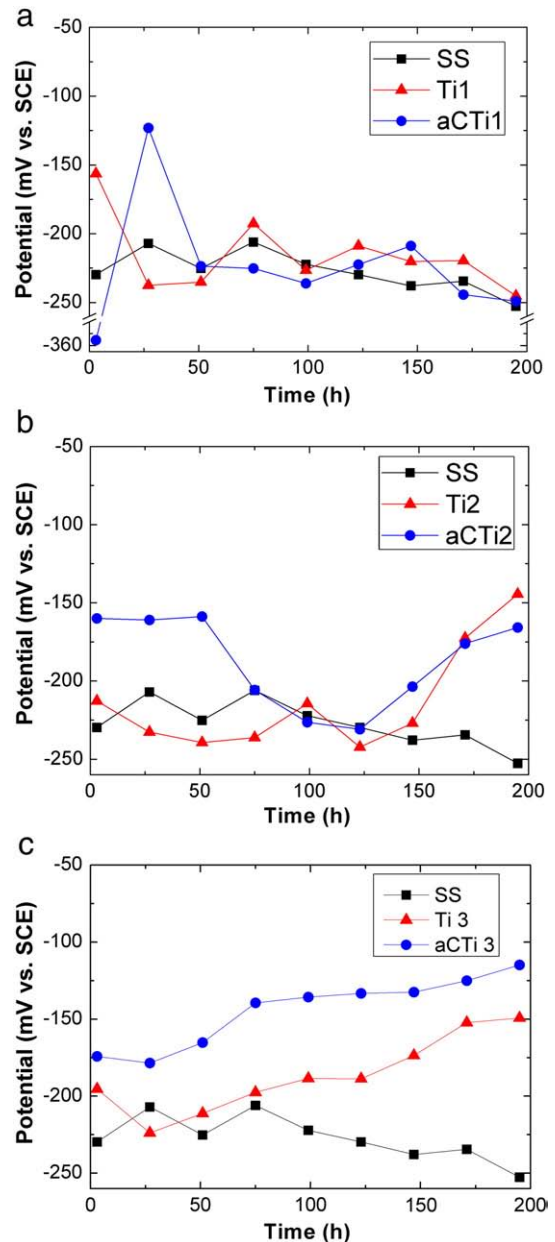 a
-50
SS
Ti1
aCTi1
-100
-150
-200
-250
-360
Potential (mV vs. SCE)
0 50 100 150 200
Time (h)
b
-50
SS
Ti2
aCTi2
-100
-150
-200
-250
Potential (mV vs. SCE)
0 50 100 150 200
Time (h)
c
-50
SS
Ti 3
aCTi 3
-100
-150
-200
-250
Potential (mV vs. SCE)
0 50 100 150 200
Time (h)